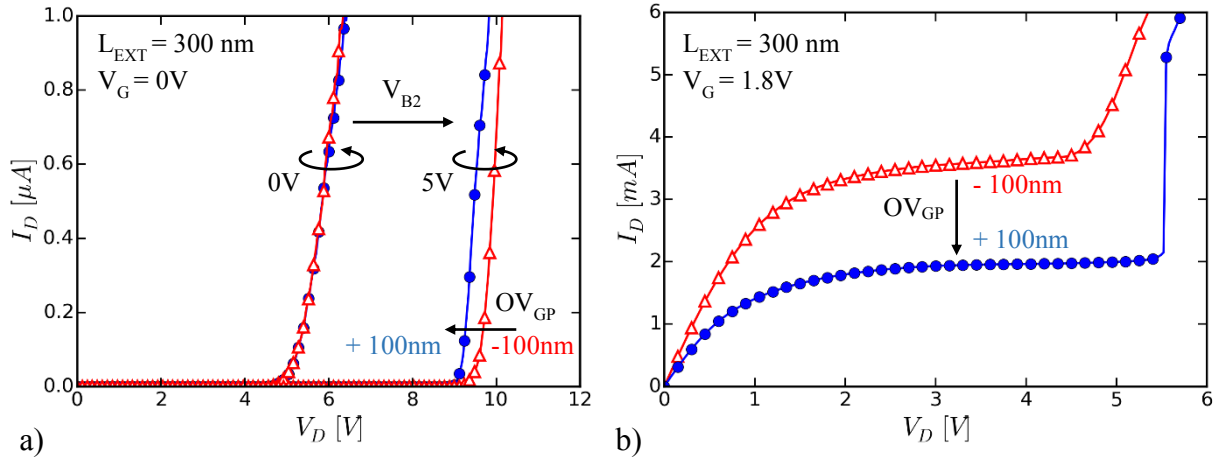 L_EXT = 300 nm
V_G = 0V
V_B2
0V
5V
OV_GP
+ 100nm
-100nm
I_D [μA]
1.0
0.8
0.6
0.4
0.2
0.0
0 2 4 6 8 10 12
V_D [V]
a)
L_EXT = 300 nm
V_G = 1.8V
- 100nm
OV_GP
+ 100nm
I_D [mA]
6
5
4
3
2
1
0
0 1 2 3 4 5 6
V_D [V]
b)